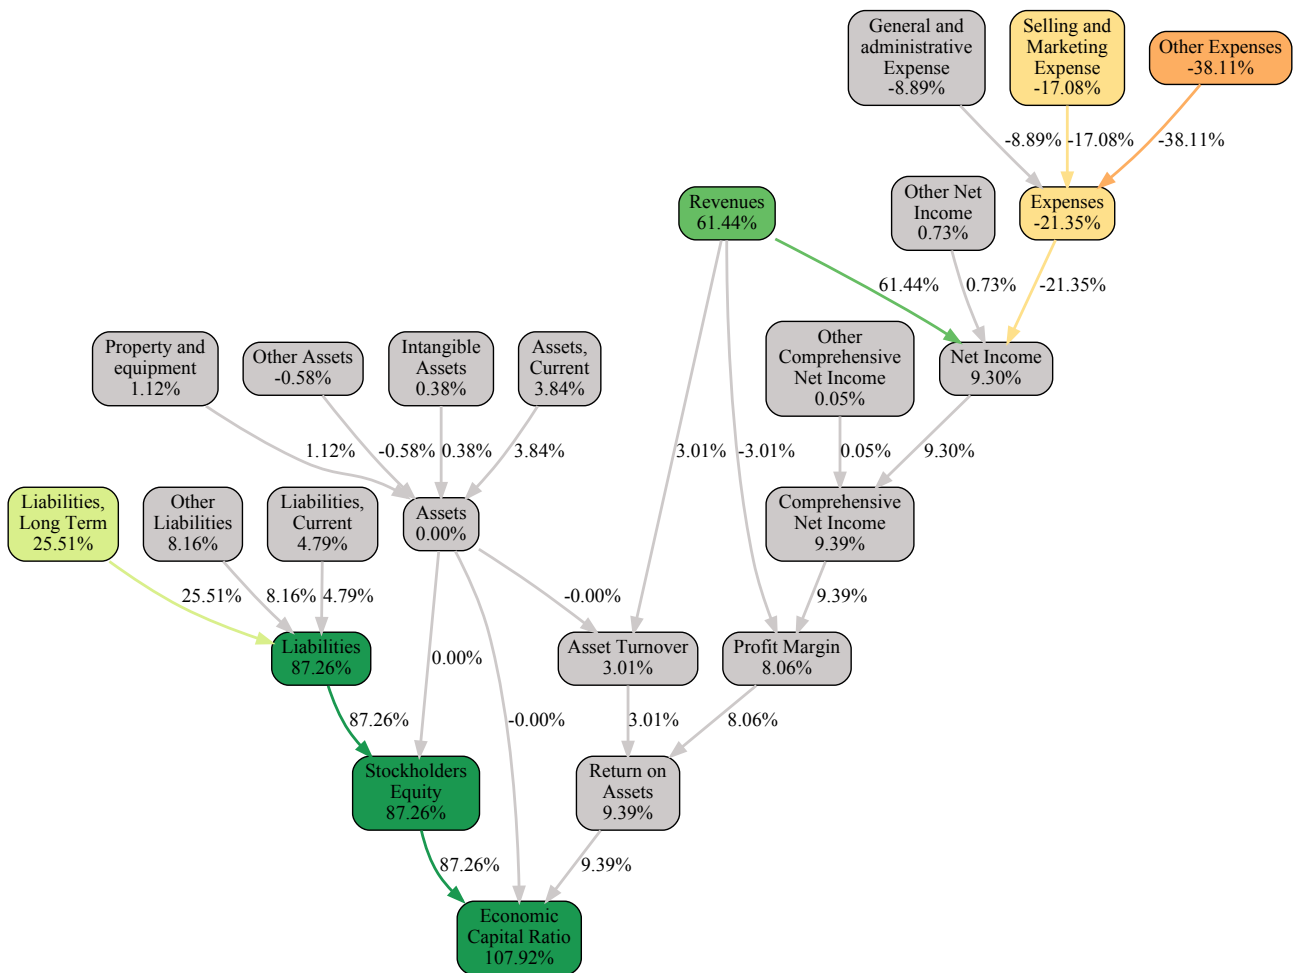 General and
administrative
Expense
-8.89%
Selling and
Marketing
Expense
-17.08%
Other Expenses
-38.11%
-8.89%
-17.08%
-38.11%
Revenues
61.44%
Other Net
Income
0.73%
Expenses
-21.35%
61.44%
0.73%
-21.35%
Property and
equipment
1.12%
Other Assets
-0.58%
Intangible
Assets
0.38%
Assets,
Current
3.84%
Other
Comprehensive
Net Income
0.05%
Net Income
9.30%
1.12%
-0.58%
0.38%
3.84%
3.01%
-3.01%
0.05%
9.30%
Liabilities,
Long Term
25.51%
Other
Liabilities
8.16%
Liabilities,
Current
4.79%
Assets
0.00%
Comprehensive
Net Income
9.39%
25.51%
8.16%
4.79%
-0.00%
9.39%
Liabilities
87.26%
0.00%
Asset Turnover
3.01%
Profit Margin
8.06%
87.26%
-0.00%
3.01%
8.06%
Stockholders
Equity
87.26%
Return on
Assets
9.39%
87.26%
9.39%
Economic
Capital Ratio
107.92%